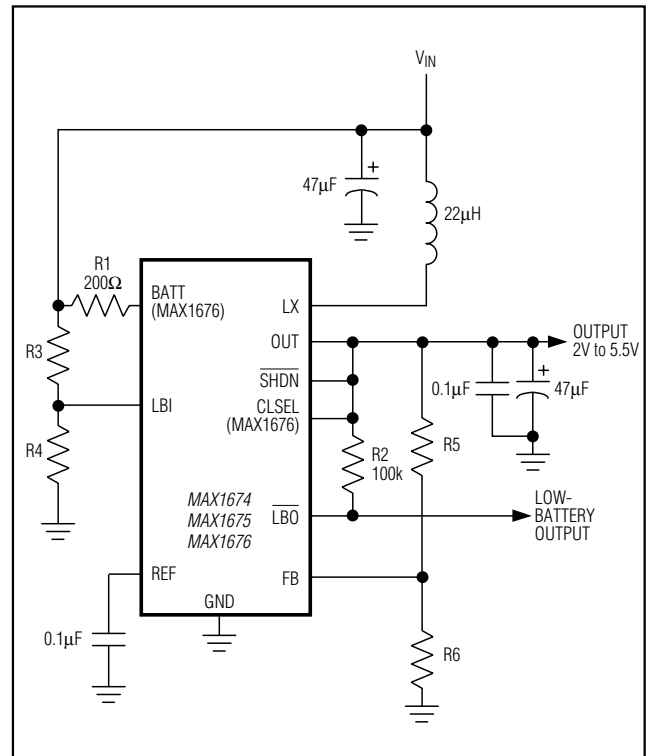 VIN
47μF
+
22μH
R1
200Ω
BATT
(MAX1676)
LX
OUT
OUTPUT
2V to 5.5V
R3
SHDN
0.1μF
+
47μF
LBI
CLSEL
(MAX1676)
R4
R2
100k
R5
MAX1674
MAX1675
MAX1676
LBO
LOW-
BATTERY
OUTPUT
REF
FB
GND
0.1μF
R6